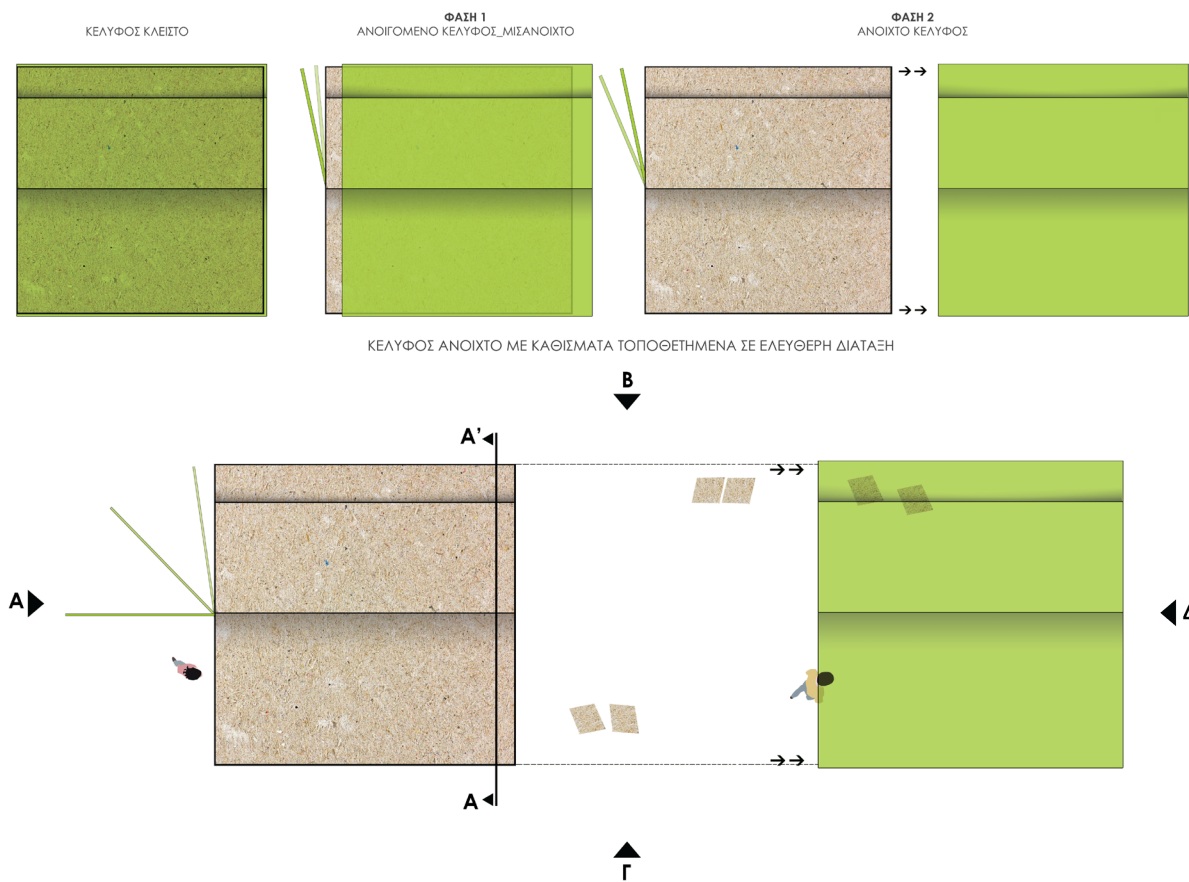 ΚΕΛΥΦΟΣ ΚΛΕΙΣΤΟ
ΦΑΣΗ 1
ΑΝΟΙΓΟΜΕΝΟ ΚΕΛΥΦΟΣ_ΜΙΣΑΝΟΙΧΤΟ
ΦΑΣΗ 2
ΑΝΟΙΧΤΟ ΚΕΛΥΦΟΣ
ΚΕΛΥΦΟΣ ΑΝΟΙΧΤΟ ΜΕ ΚΑΘΙΣΜΑΤΑ ΤΟΠΟΘΕΤΗΜΕΝΑ ΣΕ ΕΛΕΥΘΕΡΗ ΔΙΑΤΑΞΗ
Β
Α'
Α
Δ
Α
Γ